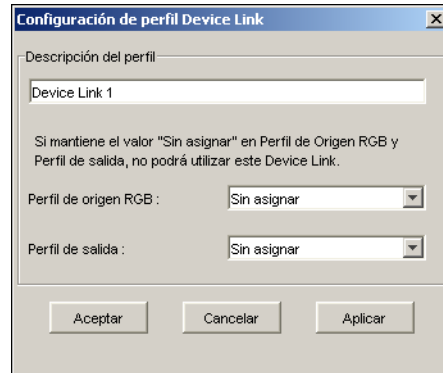 Configuración de perfil Device Link
Descripción del perfil
Device Link 1
Si mantiene el valor "Sin asignar" en Perfil de Origen RGB y
Perfil de salida, no podrá utilizar este Device Link.
Perfil de origen RGB : Sin asignar
Perfil de salida : Sin asignar
Aceptar Cancelar Aplicar